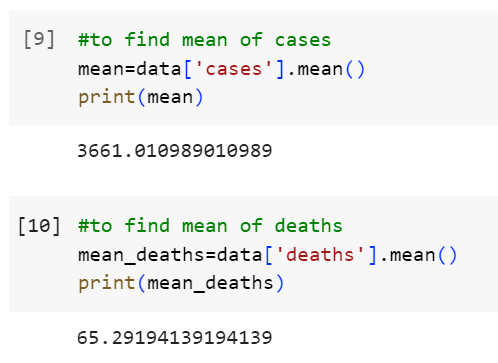 [9] #to find mean of cases
mean=data['cases'].mean()
print(mean)
3661.010989010989
[10] #to find mean of deaths
mean_deaths=data['deaths'].mean()
print(mean_deaths)
65.29194139194139